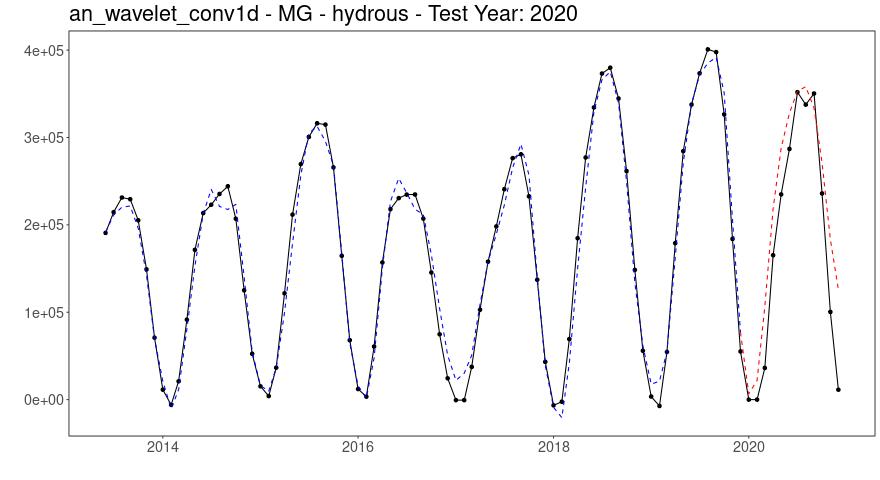 an_wavelet_conv1d - MG - hydrous - Test Year: 2020
4e+05
3e+05
2e+05
1e+05
0e+00
2014 2016 2018 2020